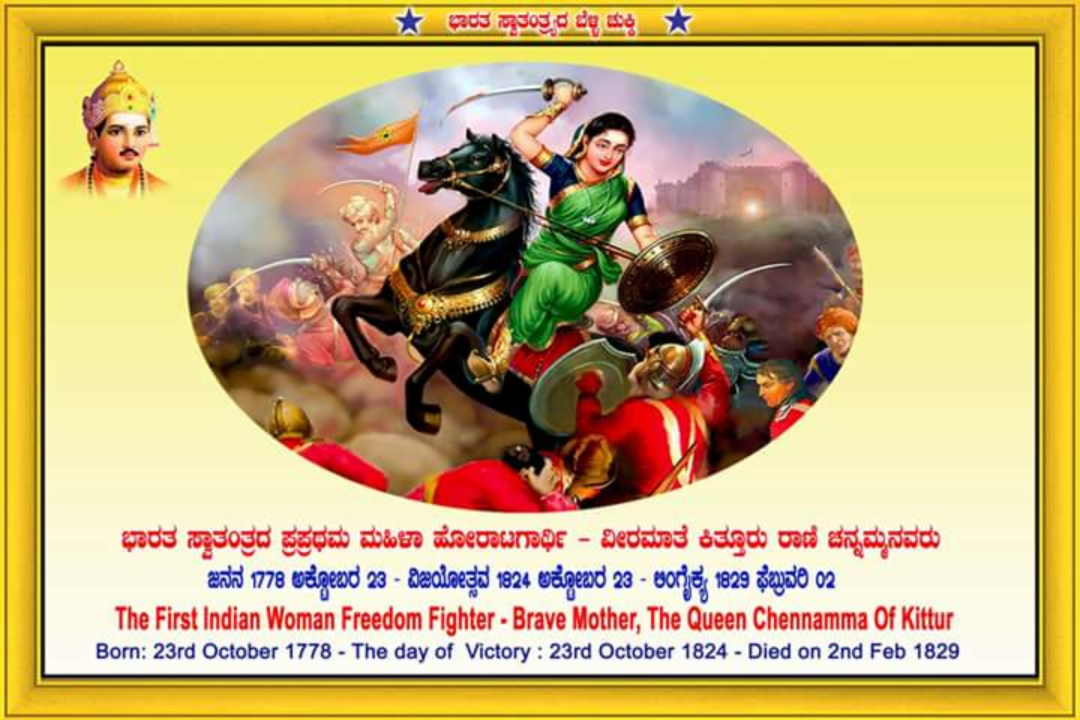 ಭಾರತ ಸ್ವಾತಂತ್ರ್ಯದ ಬೆಳ್ಳಿ ಚುಕ್ಕಿ
ಭಾರತ ಸ್ವಾತಂತ್ರದ ಪ್ರಪ್ರಥಮ ಮಹಿಳಾ ಹೋರಾಟಗಾರ್ಥಿ – ವೀರಮಾತೆ ಕಿತ್ತೂರು ರಾಣಿ ಚನ್ನಮ್ಮನವರು
ಜನನ 1778 ಅಕ್ಟೋಬರ 23 - ವಿಜಯೋತ್ಸವ 1824 ಅಕ್ಟೋಬರ 23 - ಲಿಂಗೈಕ್ಯ 1829 ಫೆಬ್ರುವರಿ 02
The First Indian Woman Freedom Fighter - Brave Mother, The Queen Chennamma Of Kittur
Born: 23rd October 1778 - The day of Victory : 23rd October 1824 - Died on 2nd Feb 1829